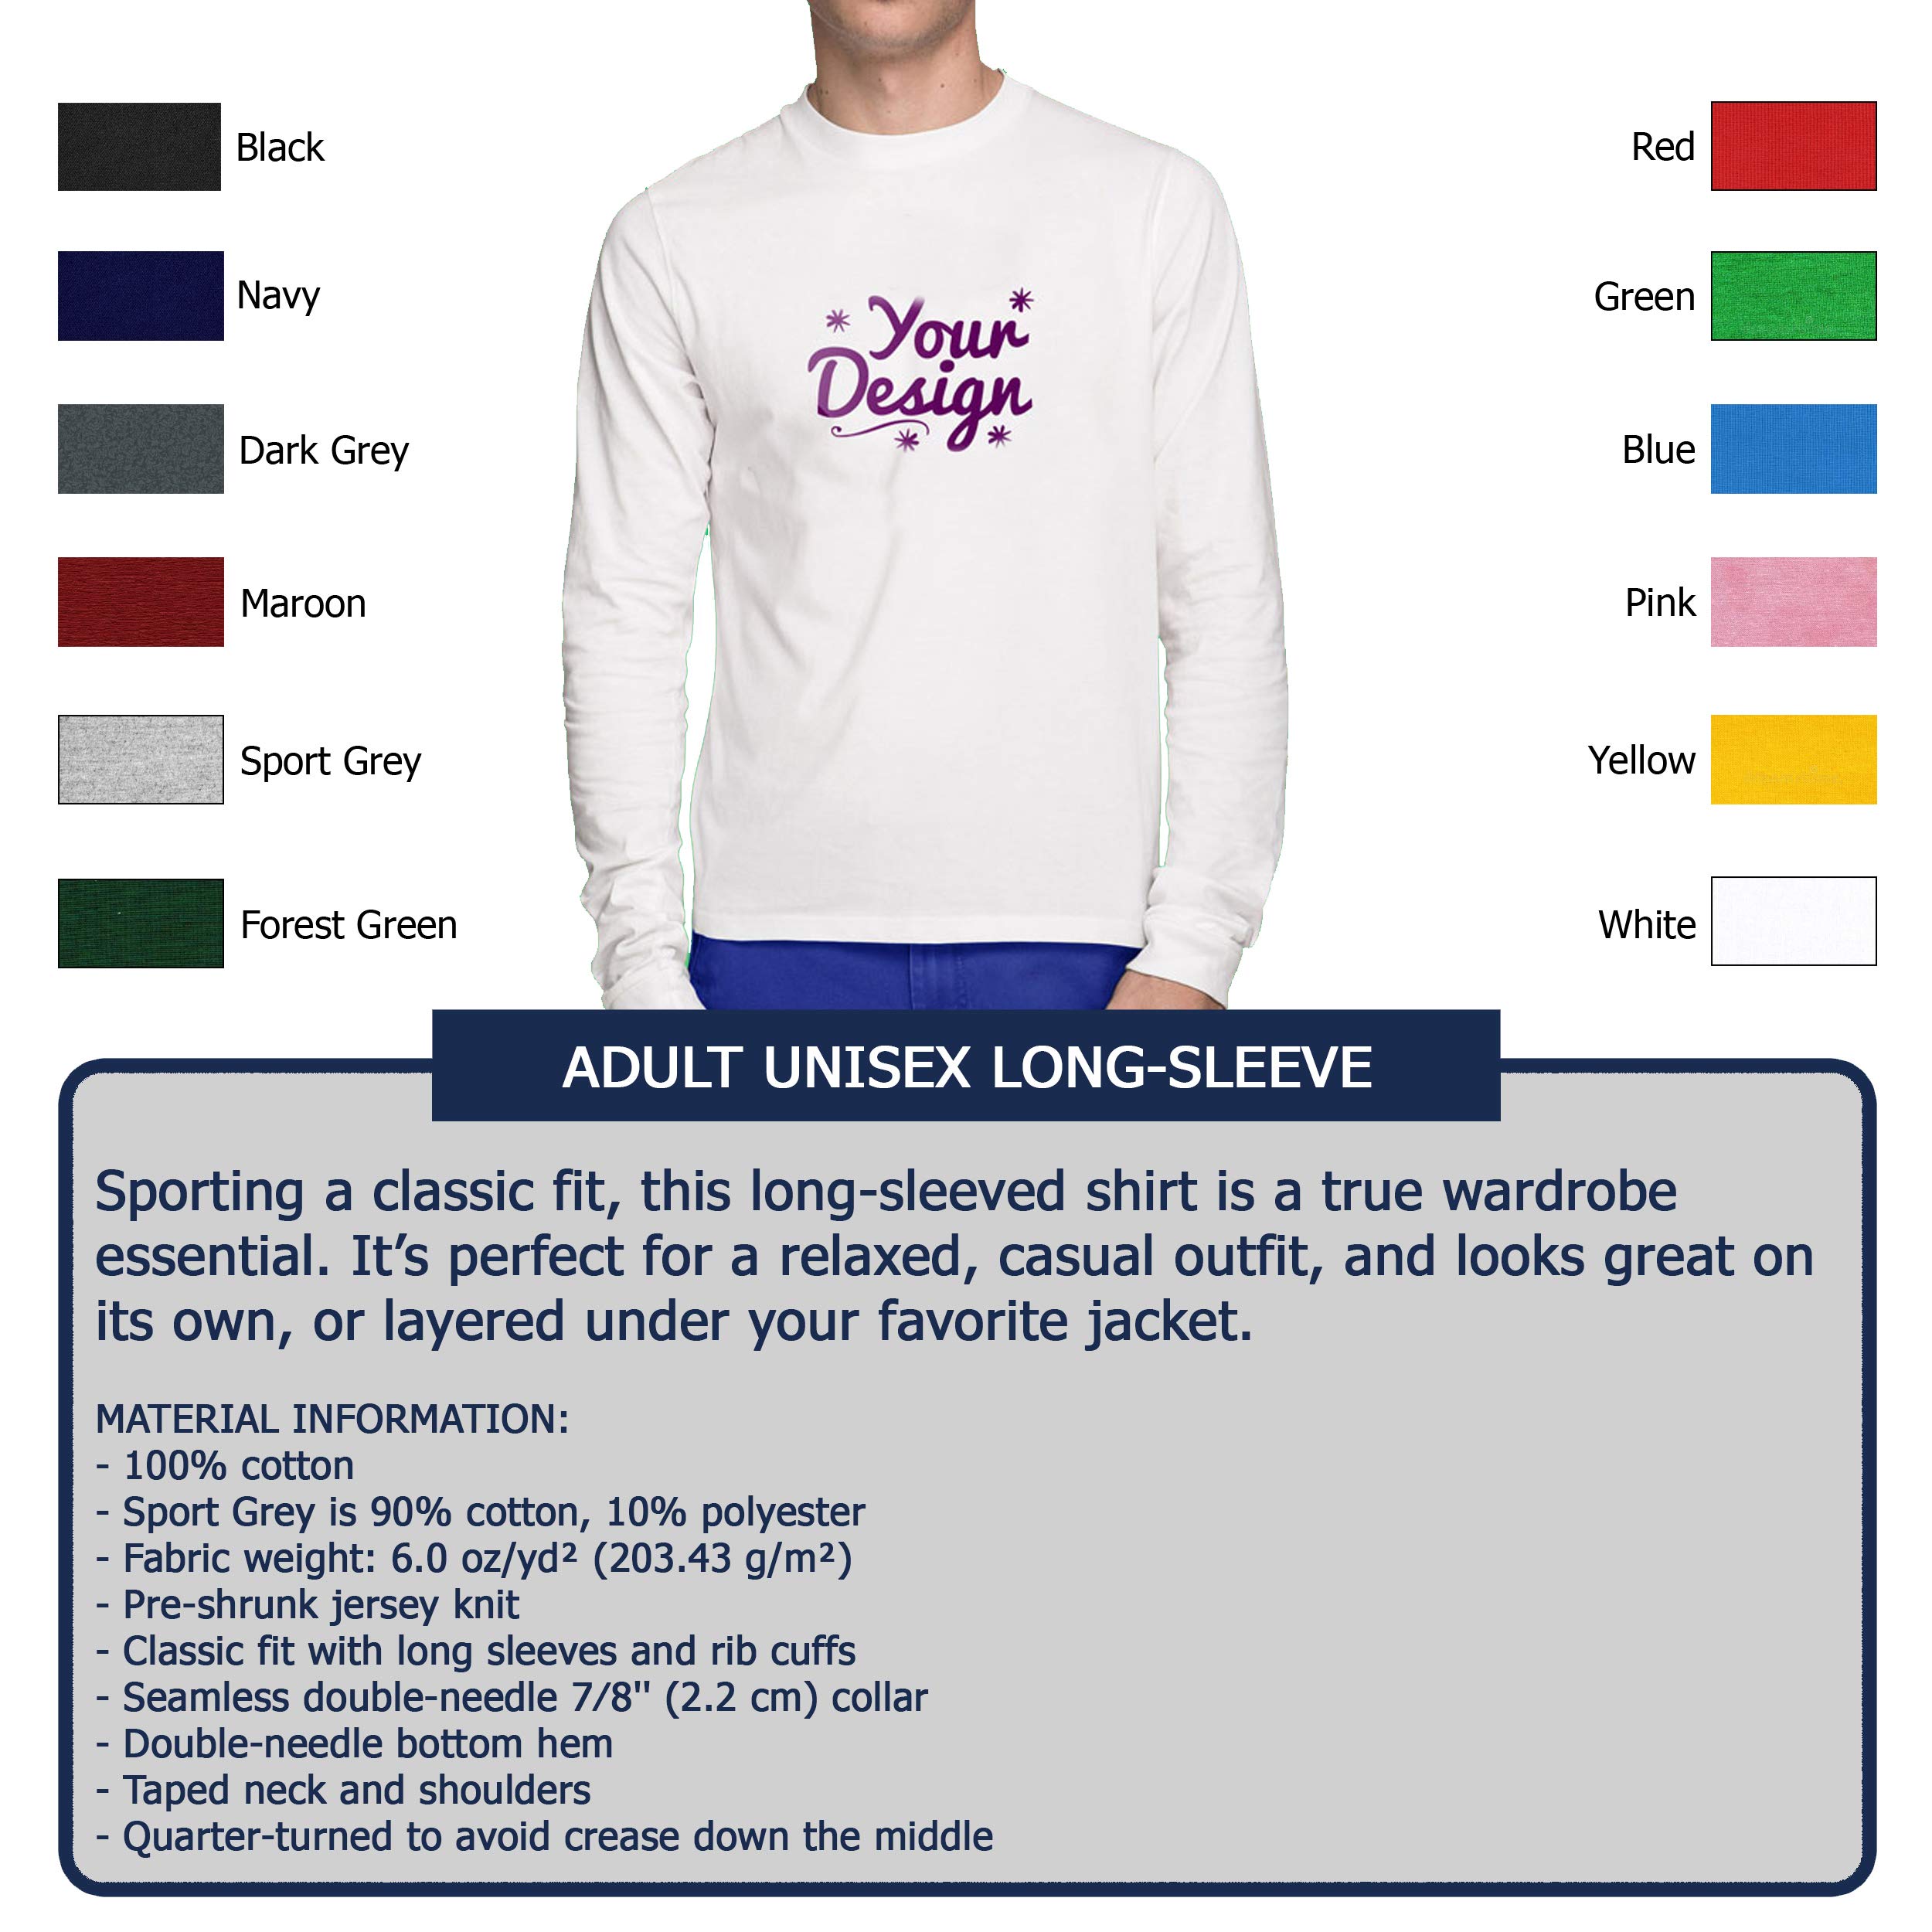 Black
Navy
Dark Grey
Maroon
Sport Grey
Forest Green
Your
Design
Red
Green
Blue
Pink
Yellow
White
ADULT UNISEX LONG-SLEEVE
Sporting a classic fit, this long-sleeved shirt is a true wardrobe
essential. It’s perfect for a relaxed, casual outfit, and looks great on
its own, or layered under your favorite jacket.
MATERIAL INFORMATION:
- 100% cotton
- Sport Grey is 90% cotton, 10% polyester
- Fabric weight: 6.0 oz/yd² (203.43 g/m²)
- Pre-shrunk jersey knit
- Classic fit with long sleeves and rib cuffs
- Seamless double-needle 7/8'' (2.2 cm) collar
- Double-needle bottom hem
- Taped neck and shoulders
- Quarter-turned to avoid crease down the middle